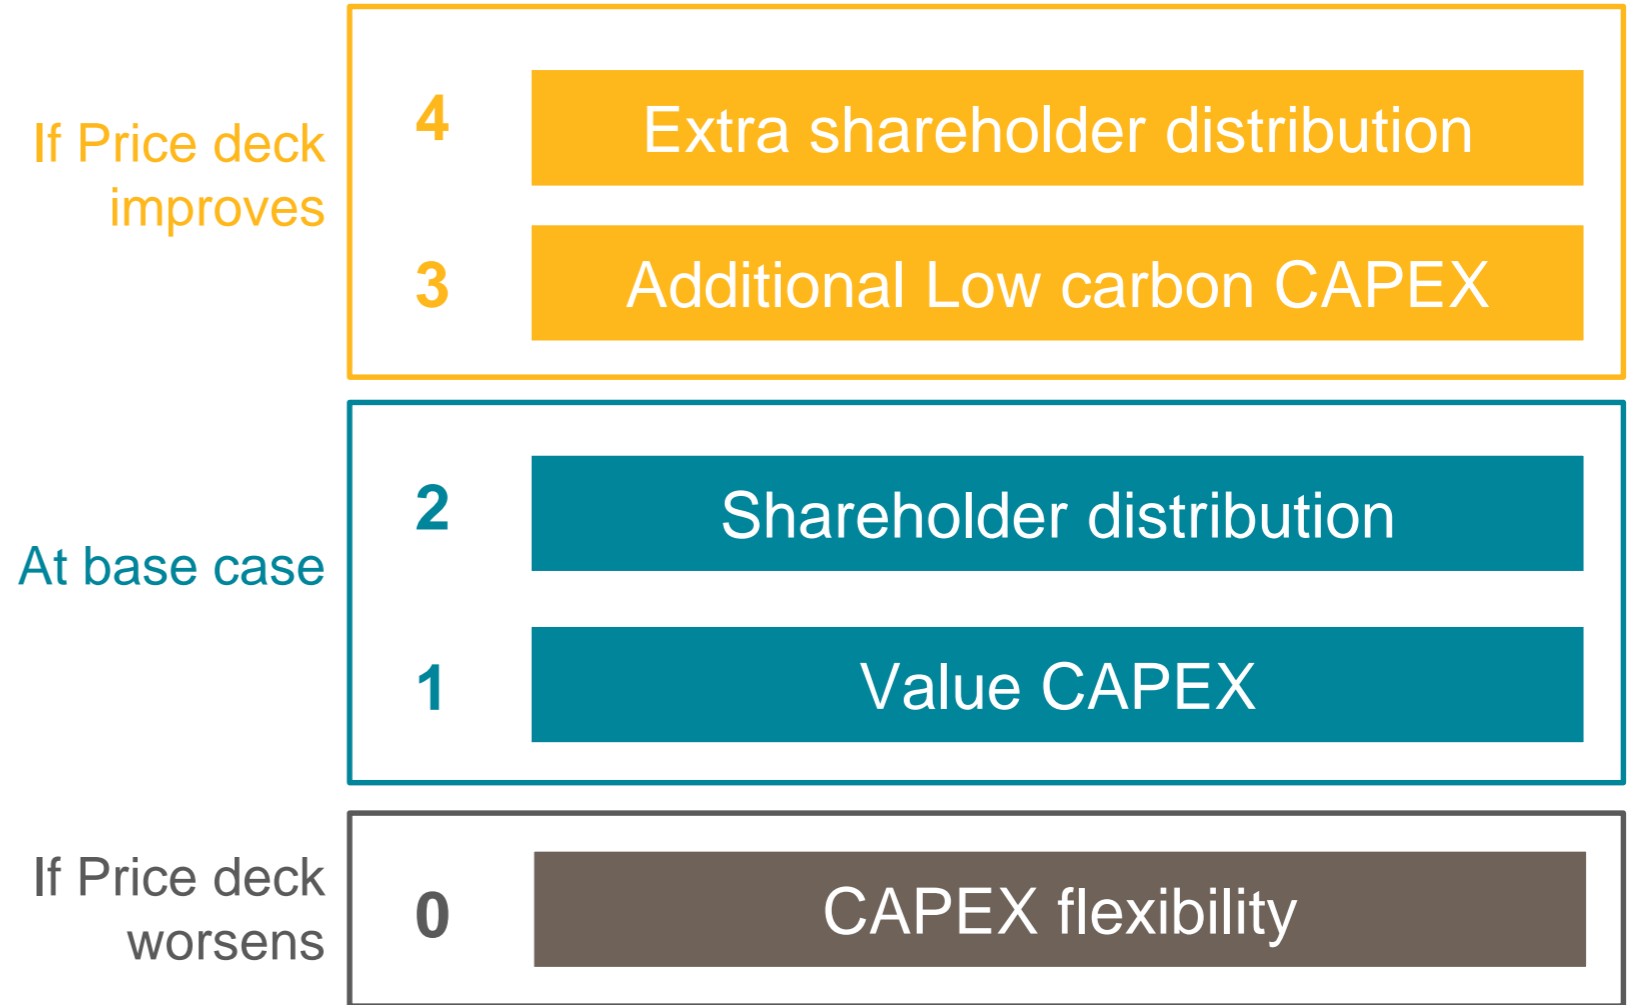 If Price deck
improves
4
Extra shareholder distribution
3
Additional Low carbon CAPEX
At base case
2
Shareholder distribution
1
Value CAPEX
If Price deck
worsens
0
CAPEX flexibility